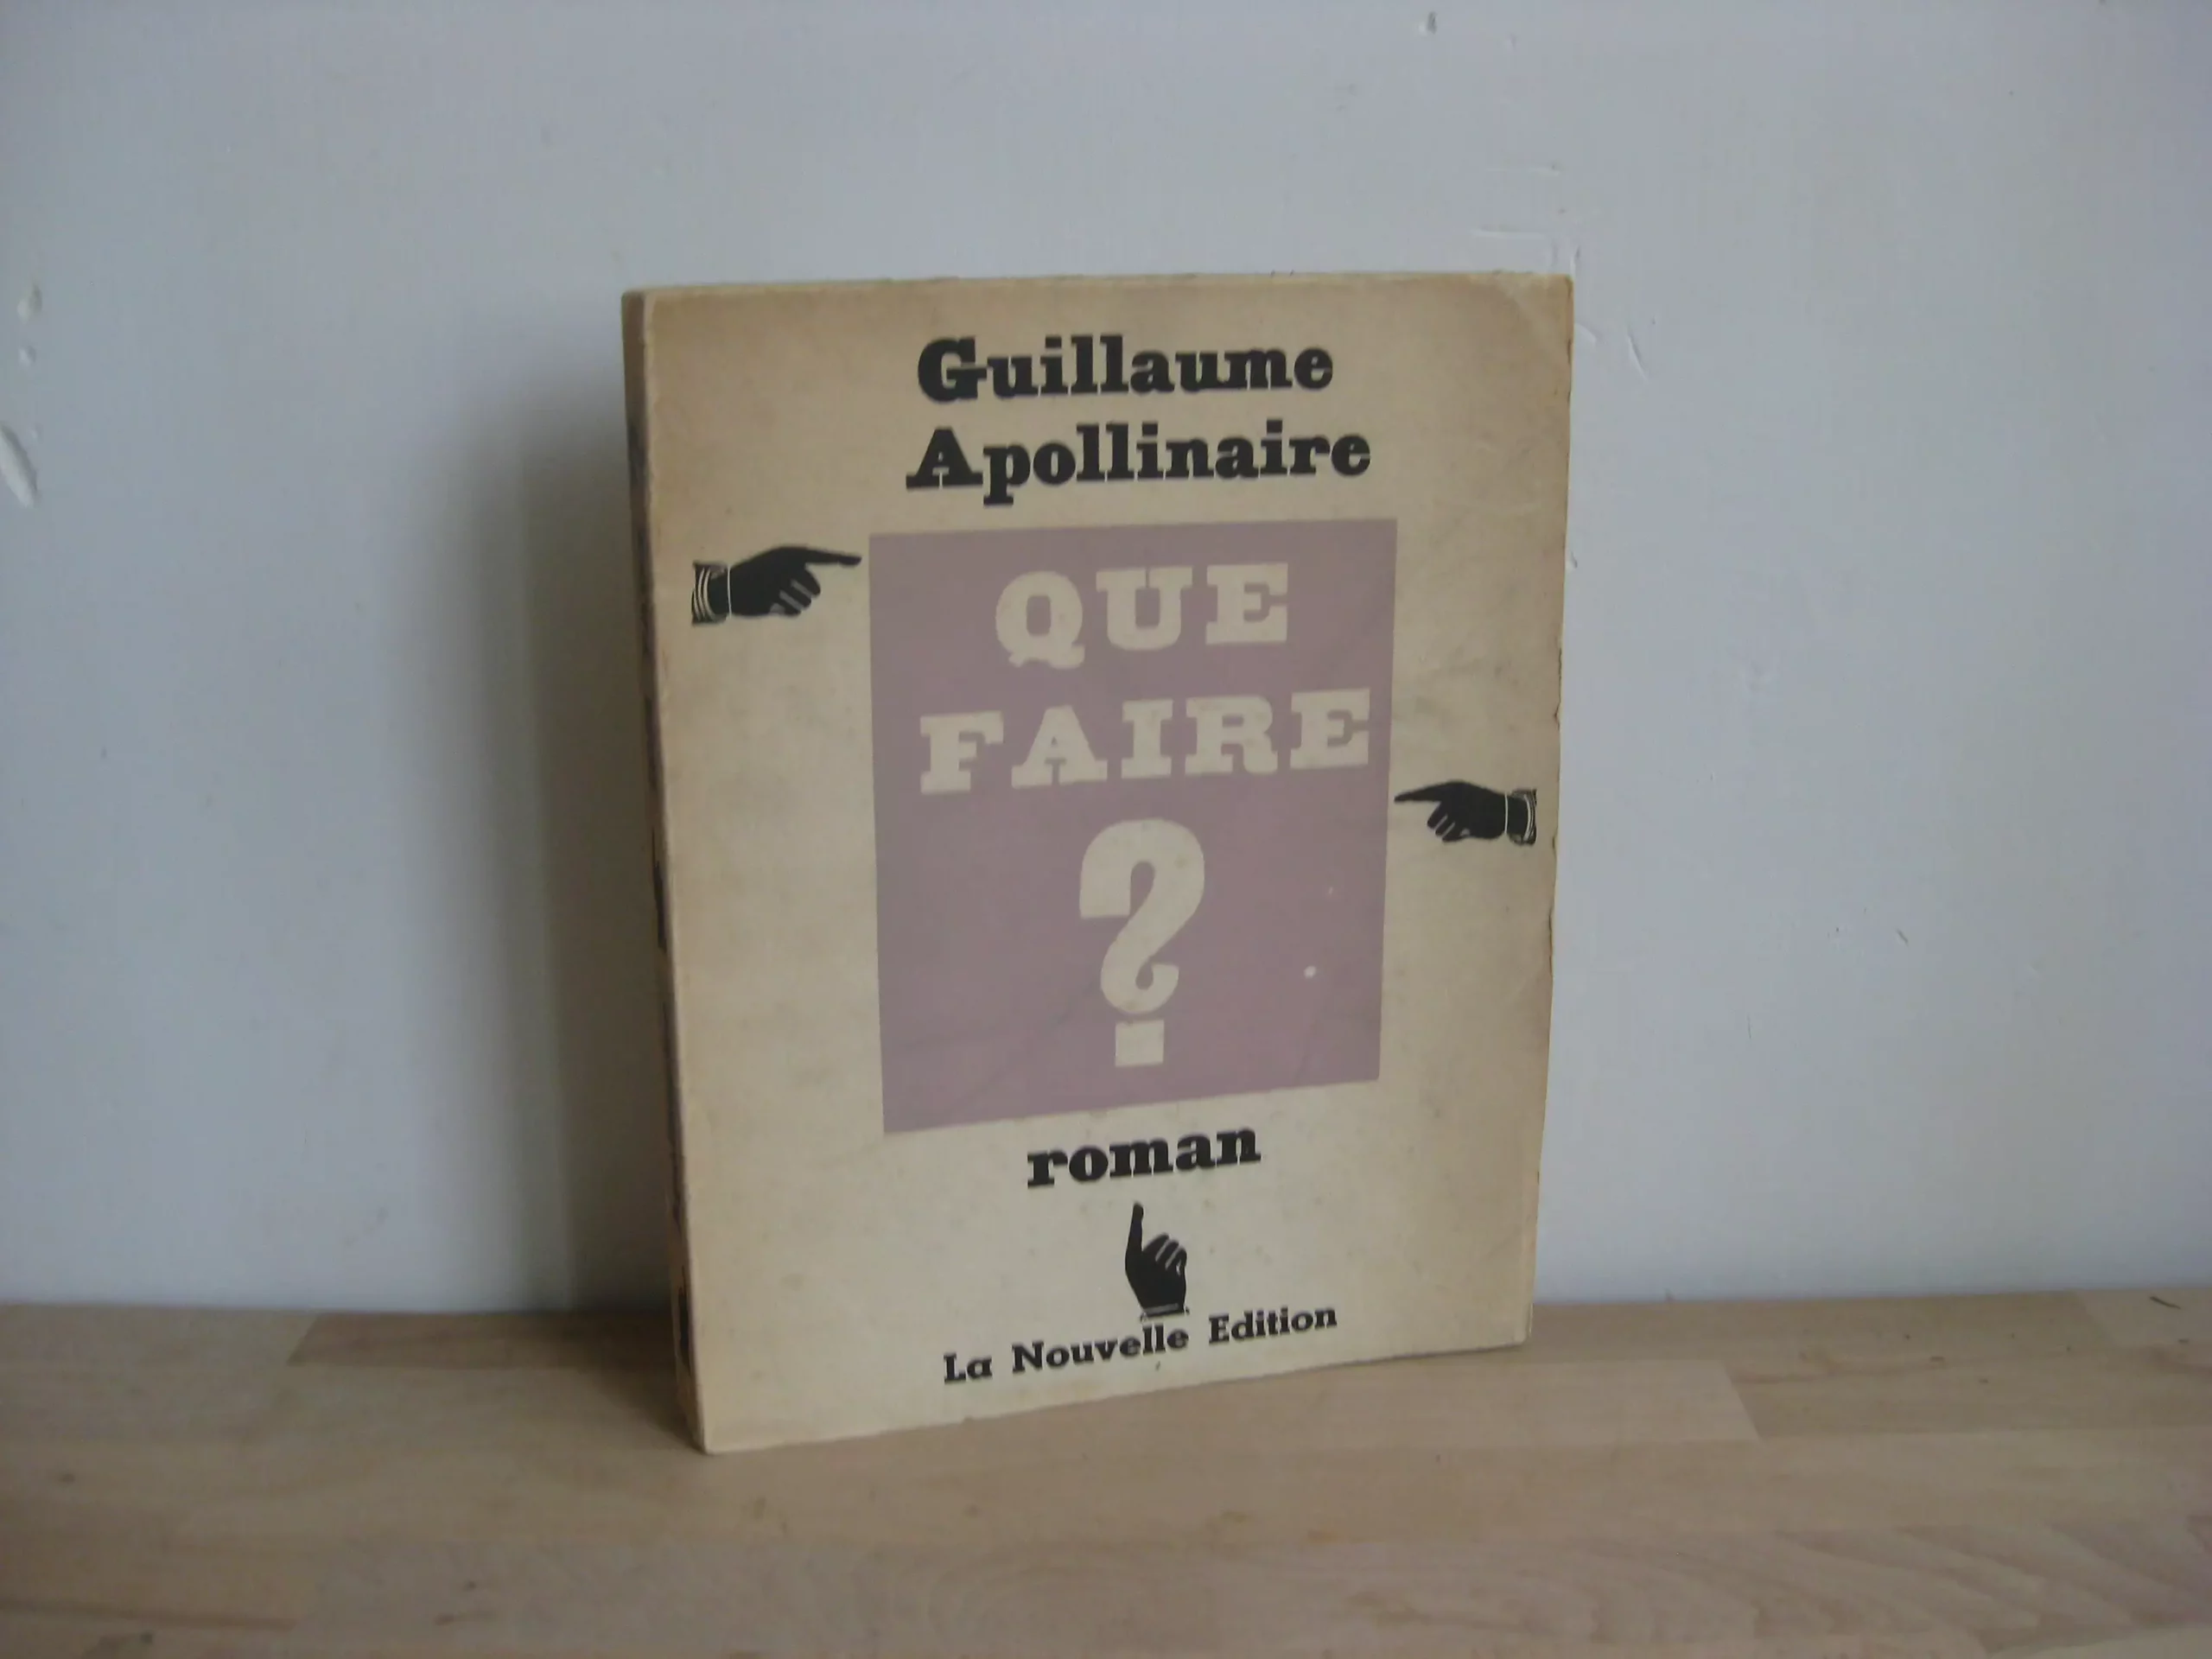 Guillaume
Apollinaire
QUE
FAIRE
?
roman
La Nouvelle Edition